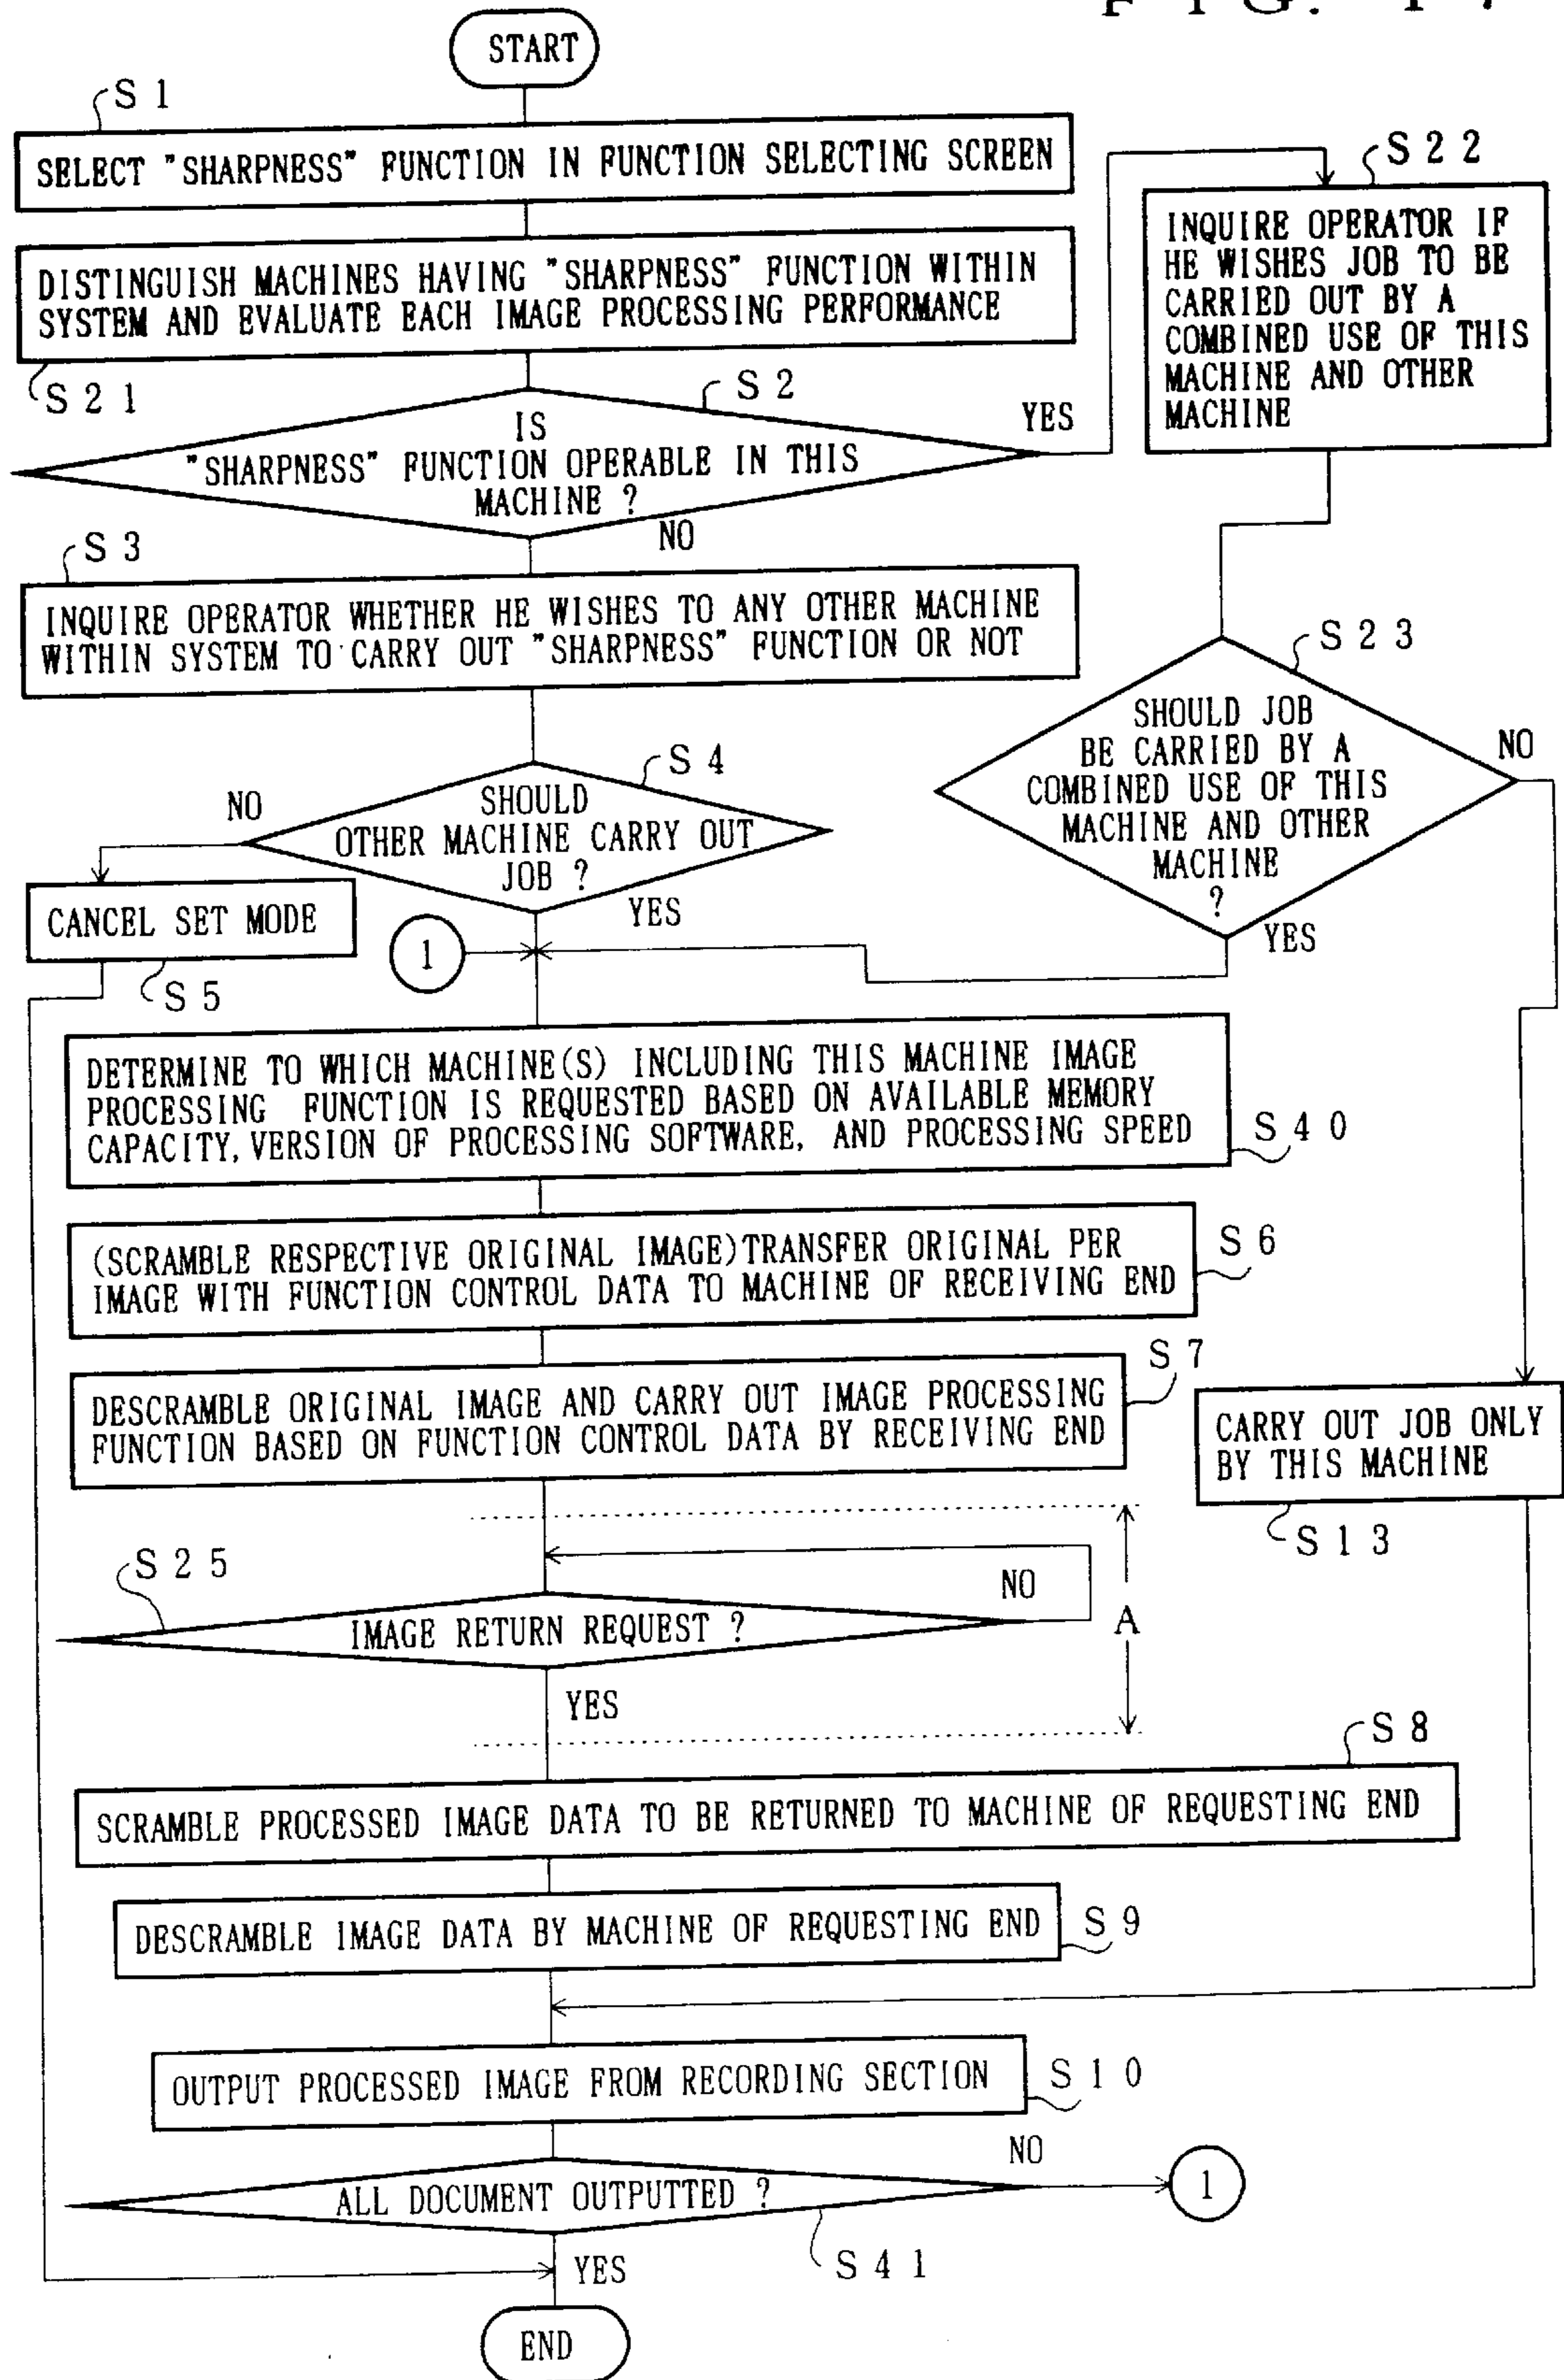 FIG. 17
START
S1
SELECT "SHARPNESS" FUNCTION IN FUNCTION SELECTING SCREEN
DISTINGUISH MACHINES HAVING "SHARPNESS" FUNCTION WITHIN
SYSTEM AND EVALUATE EACH IMAGE PROCESSING PERFORMANCE
S21
S2
IS
"SHARPNESS" FUNCTION OPERABLE IN THIS
MACHINE ?
YES
NO
S22
INQUIRE OPERATOR IF
HE WISHES JOB TO BE
CARRIED OUT BY A
COMBINED USE OF THIS
MACHINE AND OTHER
MACHINE
S3
INQUIRE OPERATOR WHETHER HE WISHES TO ANY OTHER MACHINE
WITHIN SYSTEM TO CARRY OUT "SHARPNESS" FUNCTION OR NOT
S23
SHOULD JOB
BE CARRIED BY A
COMBINED USE OF THIS
MACHINE AND OTHER
MACHINE
?
NO
YES
S4
SHOULD
OTHER MACHINE CARRY OUT
JOB ?
NO
YES
CANCEL SET MODE
S5
1
DETERMINE TO WHICH MACHINE(S) INCLUDING THIS MACHINE IMAGE
PROCESSING FUNCTION IS REQUESTED BASED ON AVAILABLE MEMORY
CAPACITY, VERSION OF PROCESSING SOFTWARE, AND PROCESSING SPEED
S40
(SCRAMBLE RESPECTIVE ORIGINAL IMAGE)TRANSFER ORIGINAL PER
IMAGE WITH FUNCTION CONTROL DATA TO MACHINE OF RECEIVING END
S6
DESCRAMBLE ORIGINAL IMAGE AND CARRY OUT IMAGE PROCESSING
FUNCTION BASED ON FUNCTION CONTROL DATA BY RECEIVING END
S7
CARRY OUT JOB ONLY
BY THIS MACHINE
S13
S25
IMAGE RETURN REQUEST ?
NO
YES
A
S8
SCRAMBLE PROCESSED IMAGE DATA TO BE RETURNED TO MACHINE OF REQUESTING END
DESCRAMBLE IMAGE DATA BY MACHINE OF REQUESTING END
S9
OUTPUT PROCESSED IMAGE FROM RECORDING SECTION
S10
ALL DOCUMENT OUTPUTTED ?
NO
1
S41
YES
END